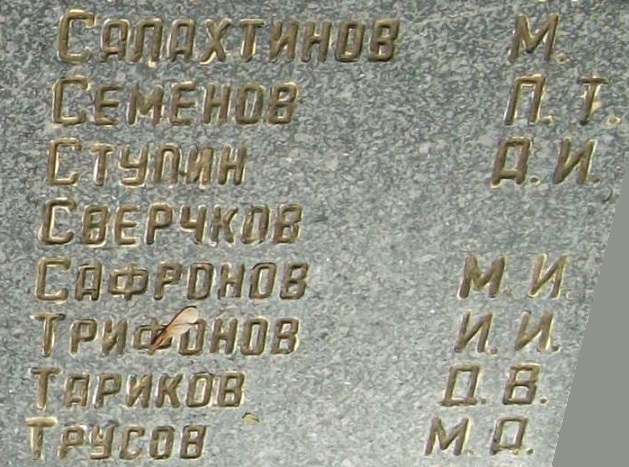 Салахтинов М.
Семенов П. Т.
Ступин Д. И.
Сверчков
Сафронов М. И.
Трифонов И. И.
Тариков Д. В.
Трусов М. Д.